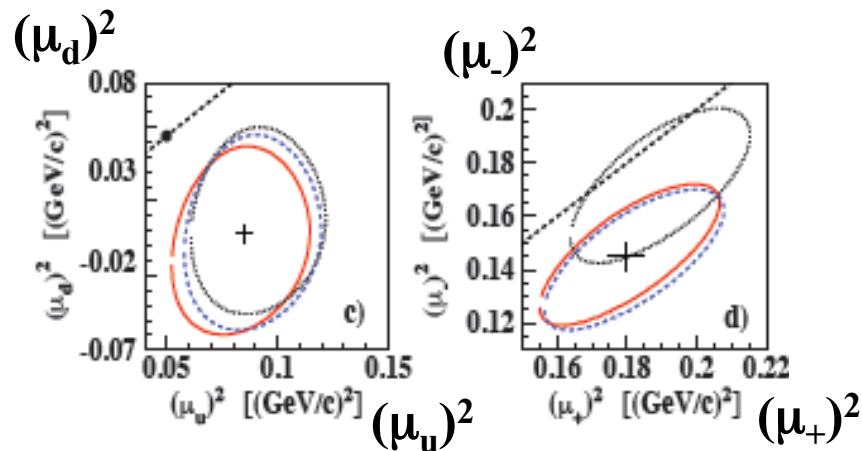 (μd)²
(μ-)²
0.08
0.03
-0.02
-0.07
(μd)² [(GeV/c)²]
c)
0.05
0.1
0.15
(μu)² [(GeV/c)²]
(μu)²
0.2
0.18
0.16
0.14
0.12
(μ-)² [(GeV/c)²]
d)
0.16
0.18
0.2
0.22
(μ+)² [(GeV/c)²]
(μ+)²